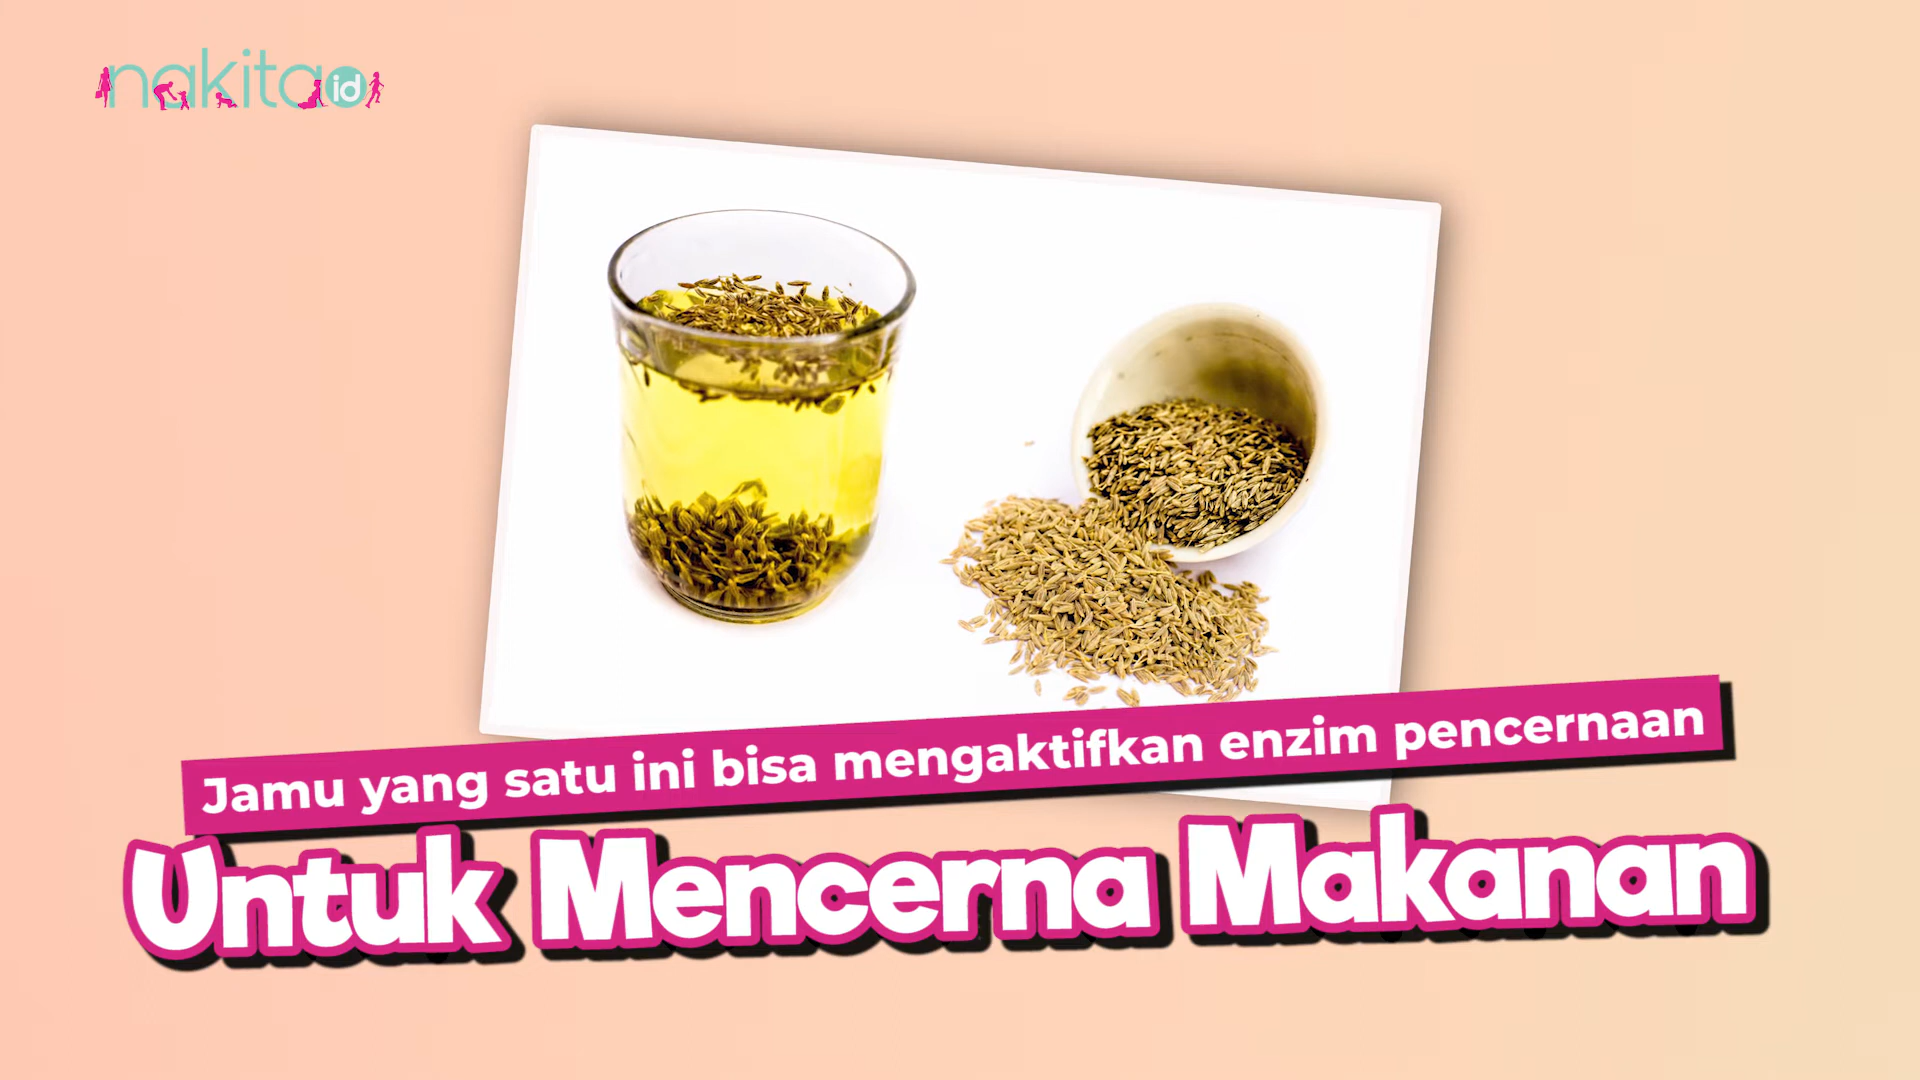 nakita id
Jamu yang satu ini bisa mengaktifkan enzim pencernaan
Untuk Mencerna Makanan